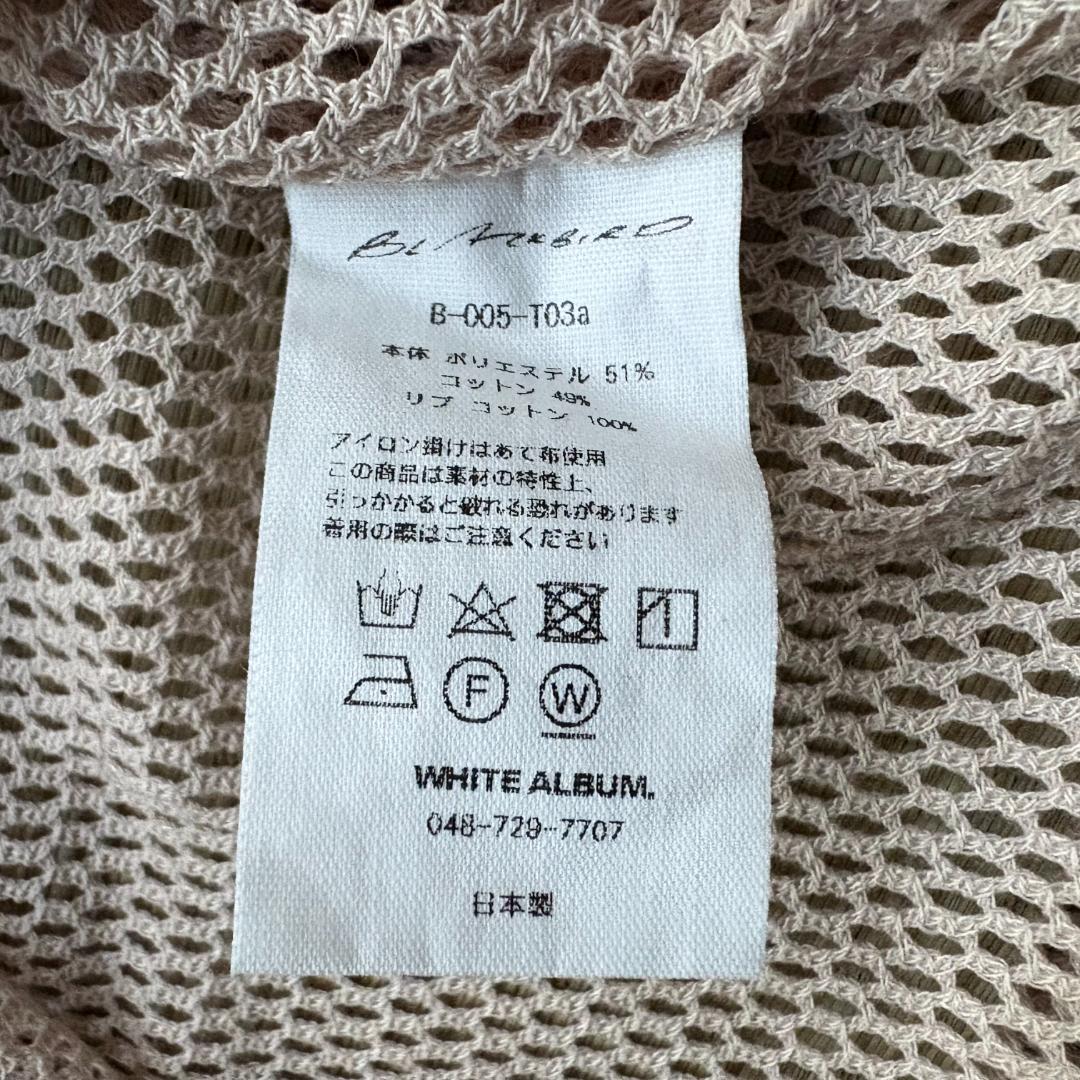 BLACKBIRD
B-005-T03a
本体 ポリエステル 51%
コットン 49%
リブ コットン 100%
アイロン掛けはあて布使用
この商品は素材の特性上、
引っかかると破れる恐れがあります
着用の際はご注意ください
F W
WHITE ALBUM.
048-729-7707
日本製